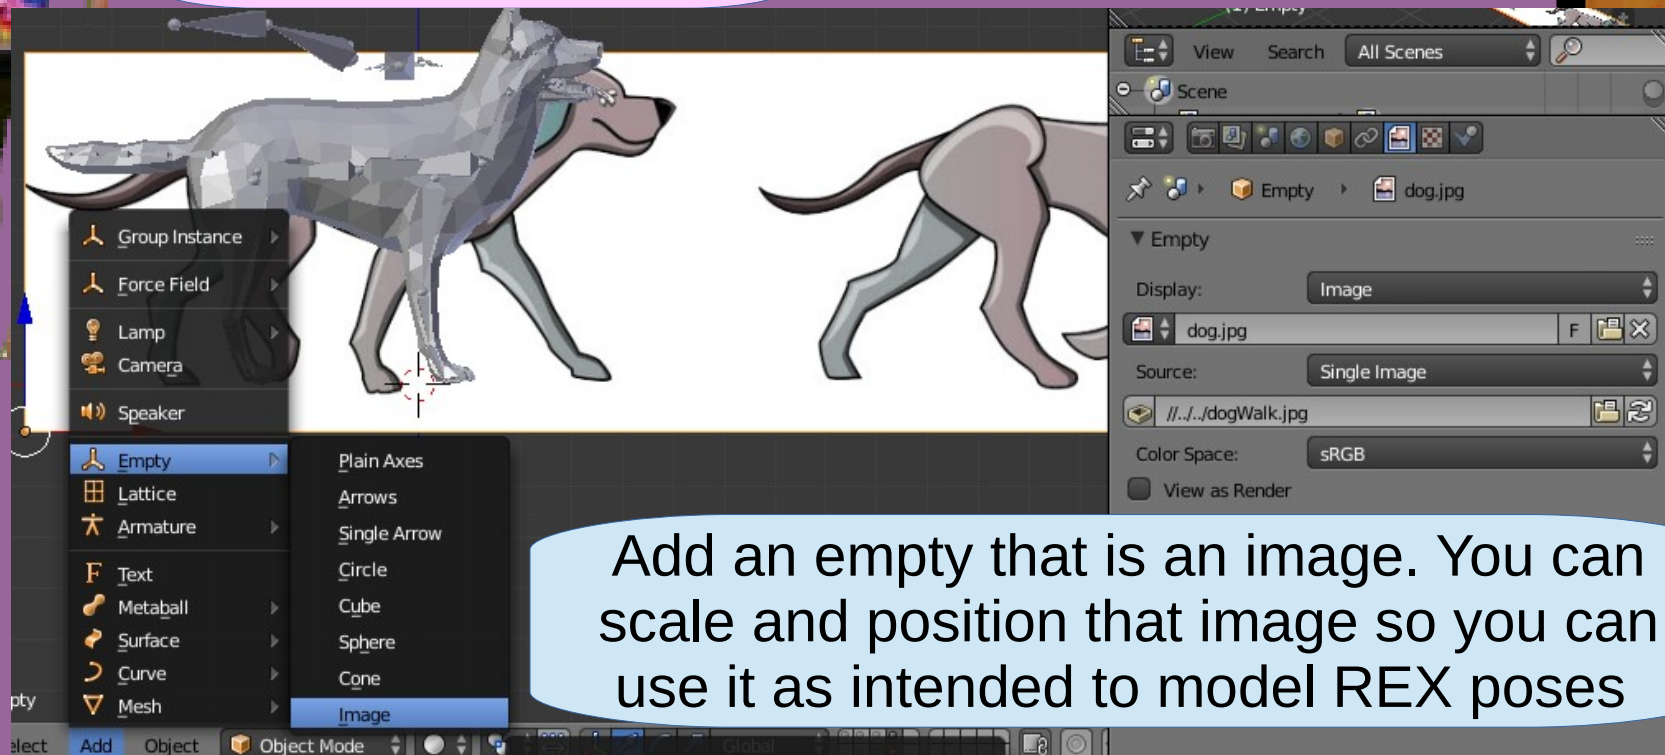 View Search All Scenes
Scene
Empty dog.jpg
Empty
Display: Image
dog.jpg F
Source: Single Image
//../../dogWalk.jpg
Color Space: sRGB
View as Render
Group Instance
Force Field
Lamp
Camera
Speaker
Empty
Lattice
Armature
Text
Metaball
Surface
Curve
Mesh
Plain Axes
Arrows
Single Arrow
Circle
Cube
Sphere
Cone
Image
Add an empty that is an image. You can
scale and position that image so you can
use it as intended to model REX poses
Add Object Object Mode Global